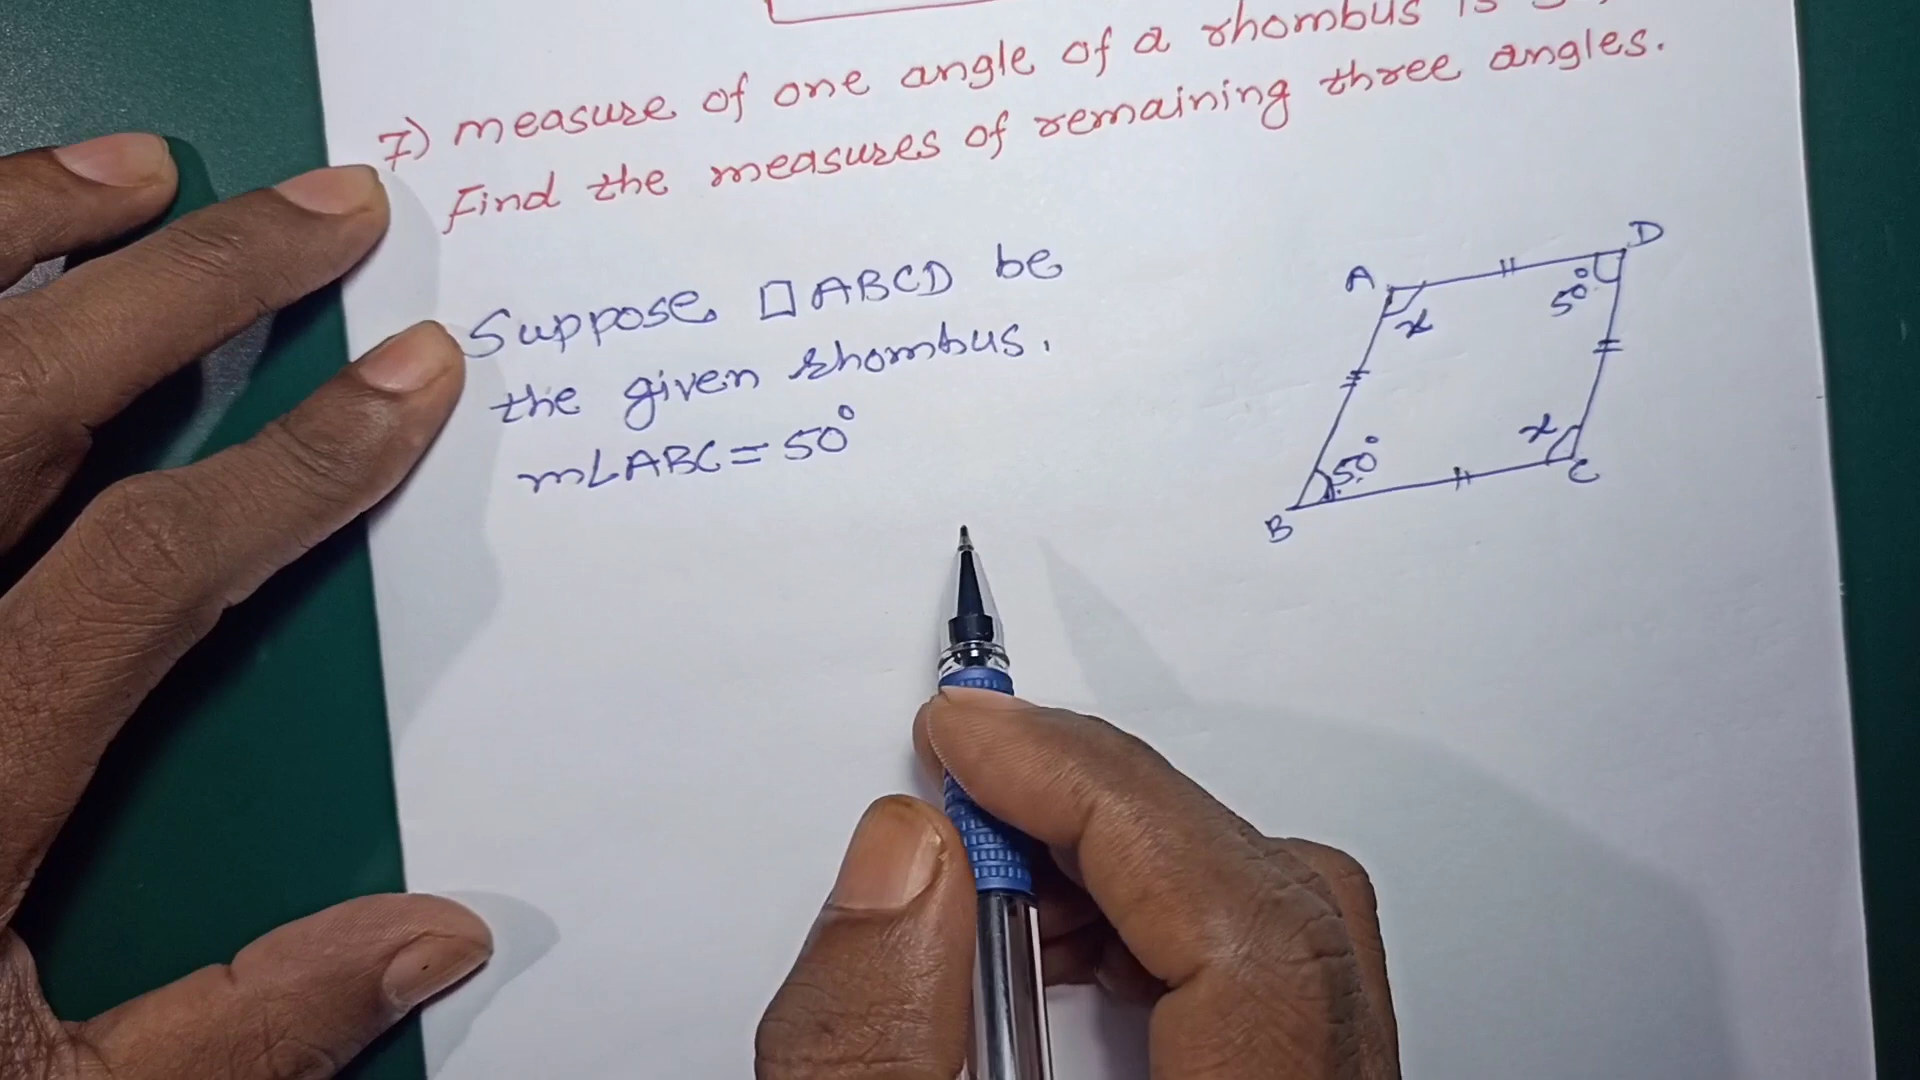 7) measure of one angle of a rhombus is
Find the measures of remaining three angles.
Suppose □ABCD be
the given rhombus.
m∠ABC = 50°
A
D
x
50°
x
50°
C
B